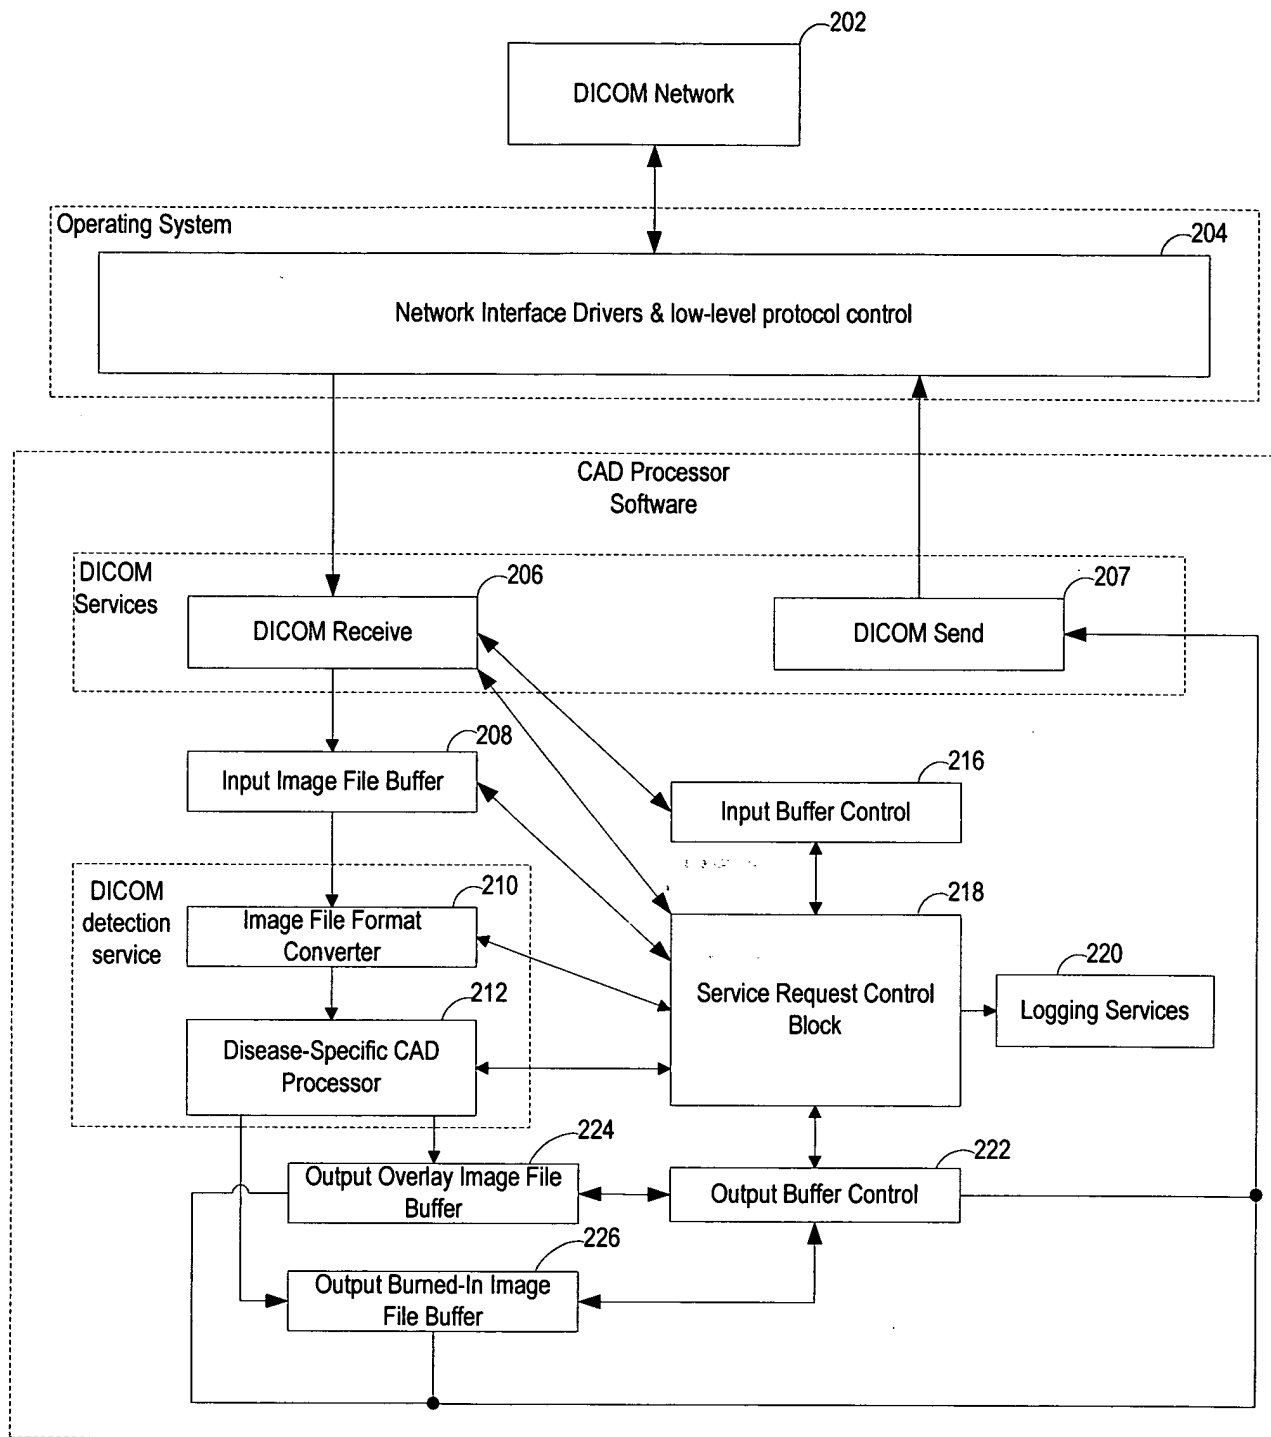 202
DICOM Network
Operating System
204
Network Interface Drivers & low-level protocol control
CAD Processor
Software
DICOM
Services
206
DICOM Receive
207
DICOM Send
208
Input Image File Buffer
216
Input Buffer Control
DICOM
detection
service
210
Image File Format
Converter
218
Service Request Control
Block
220
Logging Services
212
Disease-Specific CAD
Processor
224
Output Overlay Image File
Buffer
222
Output Buffer Control
226
Output Burned-In Image
File Buffer